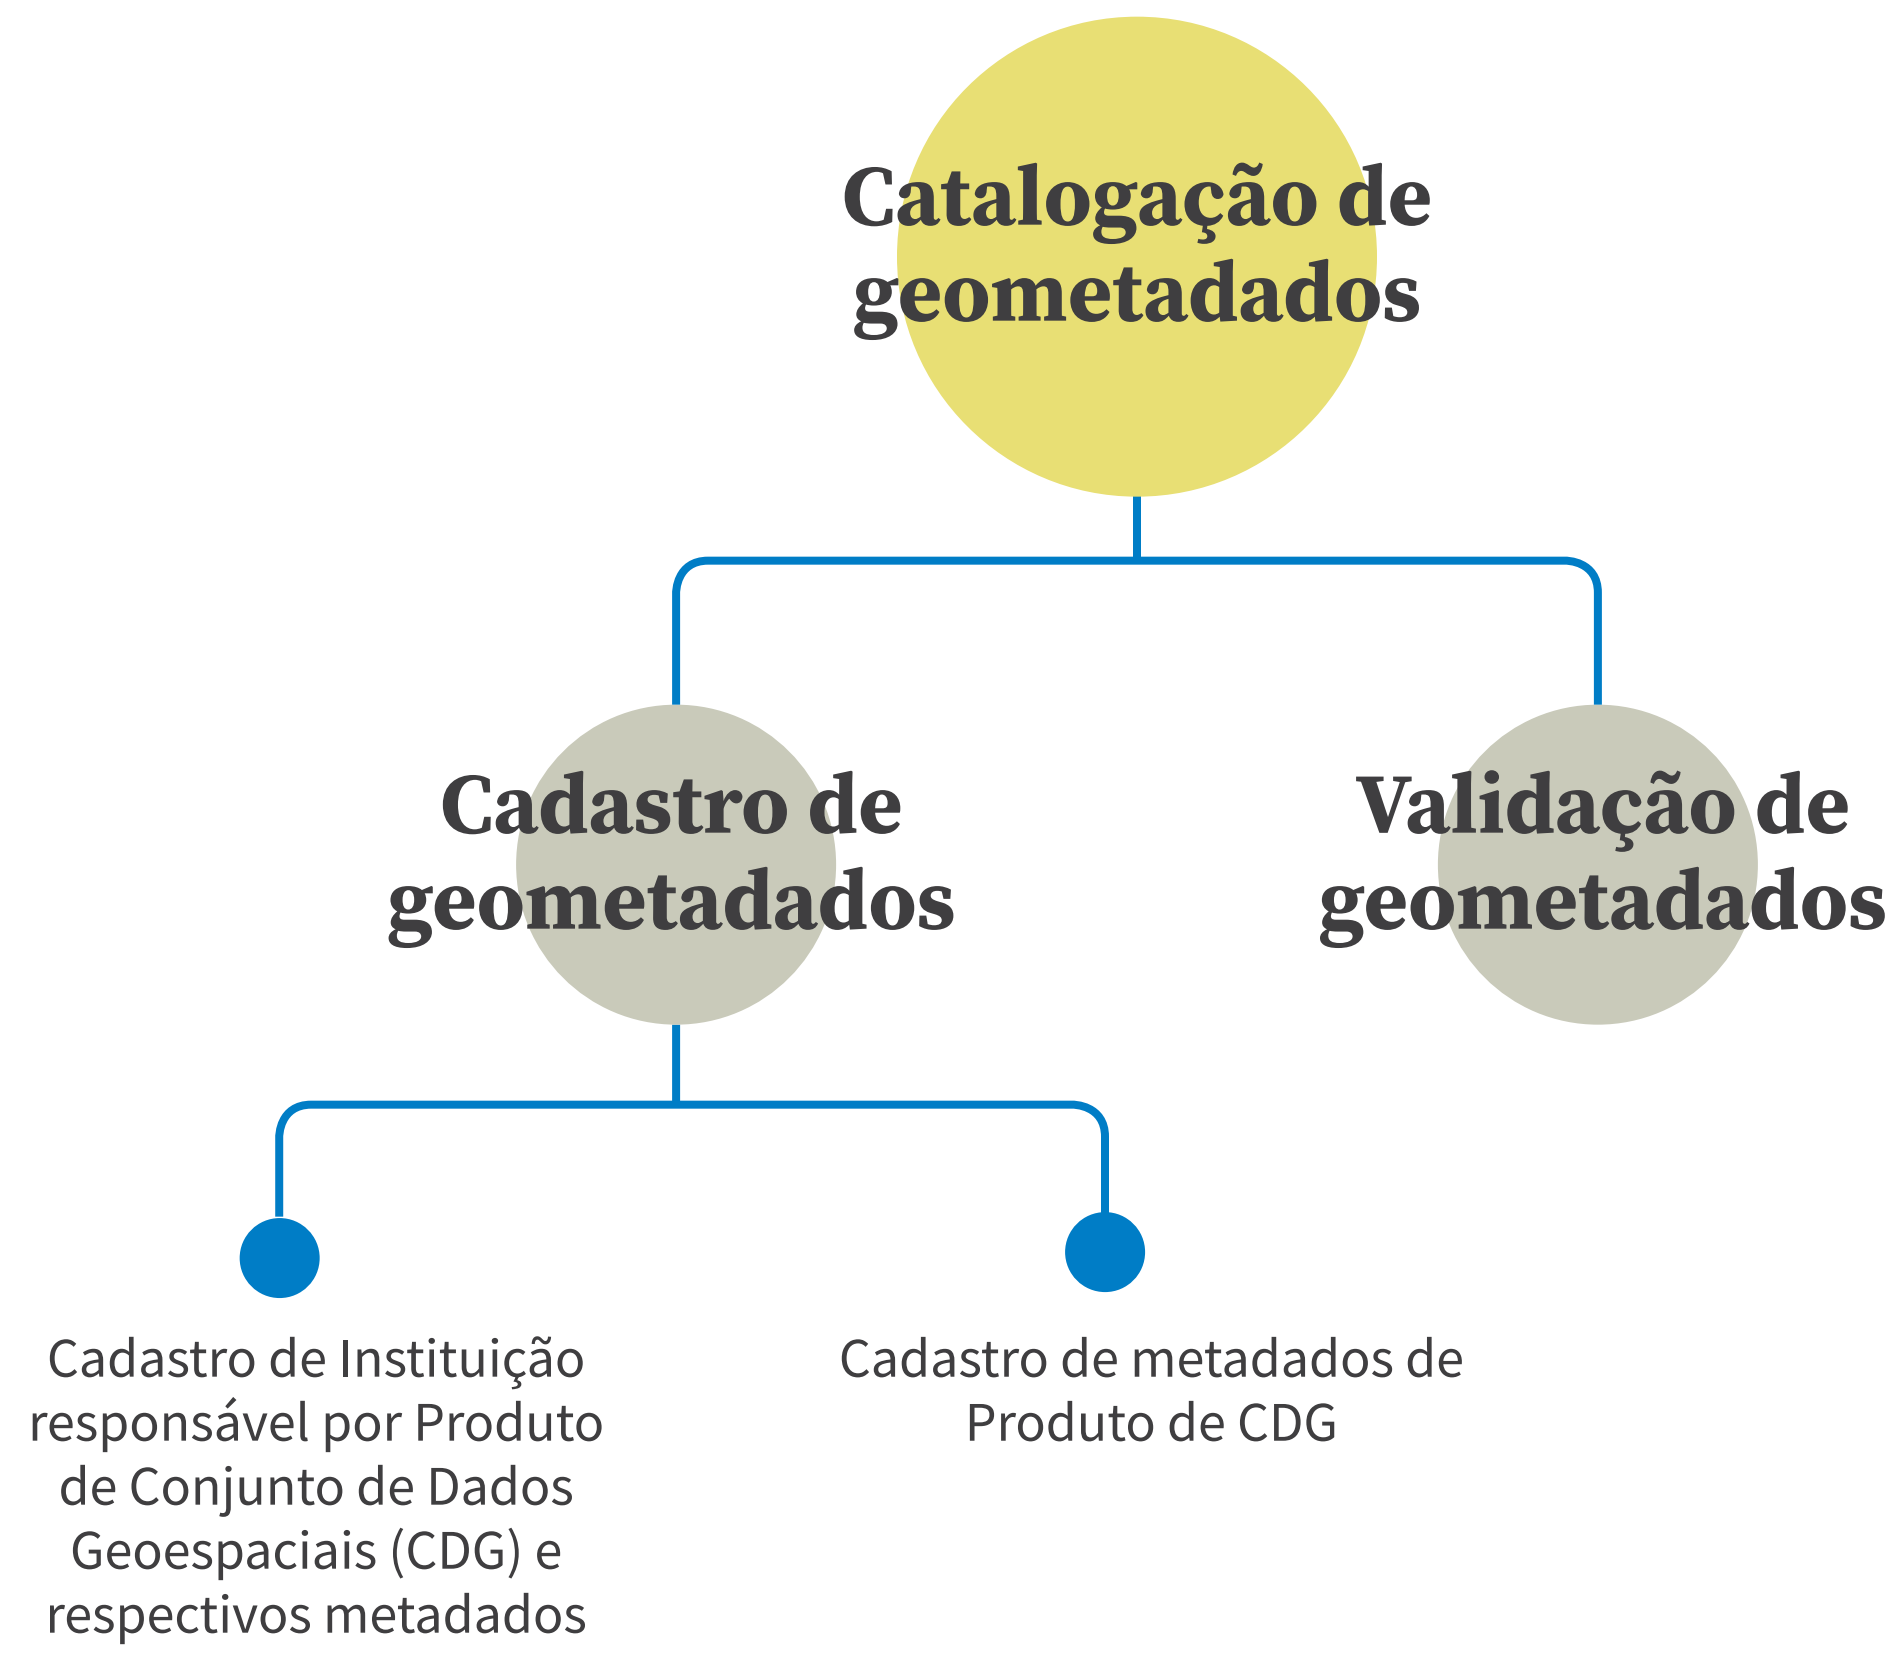 Catalogação de
geometadados
Cadastro de
geometadados
Validação de
geometadados
Cadastro de Instituição
responsável por Produto
de Conjunto de Dados
Geoespaciais (CDG) e
respectivos metadados
Cadastro de metadados de
Produto de CDG